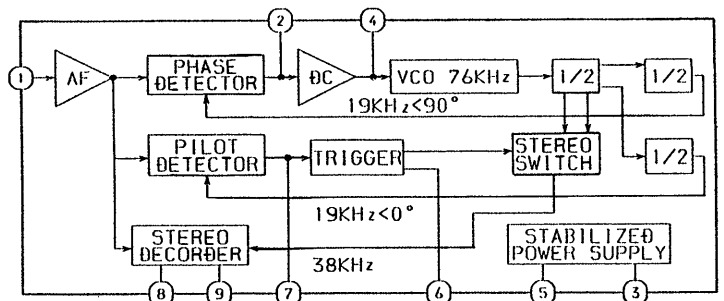 2
4
1
AF
PHASE
DETECTOR
DC
VCO 76KHz
1/2
1/2
19KHz<90°
PILOT
DETECTOR
TRIGGER
STEREO
SWITCH
1/2
19KHz<0°
STEREO
DECORDER
38KHz
STABILIZED
POWER SUPPLY
8
9
7
6
5
3